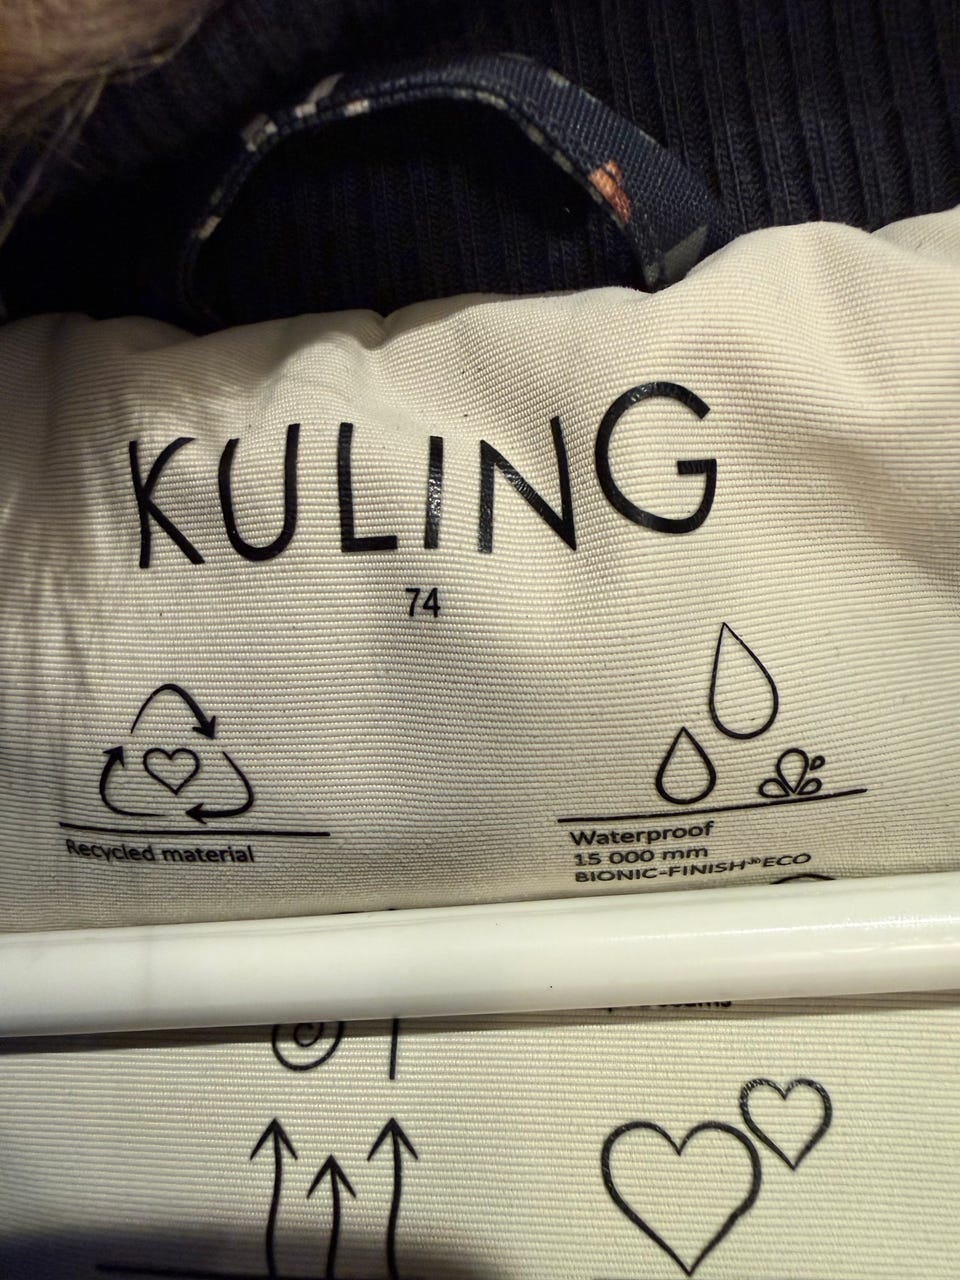 KULING
74
Recycled material
Waterproof
15 000 mm
BIONIC-FINISH®ECO